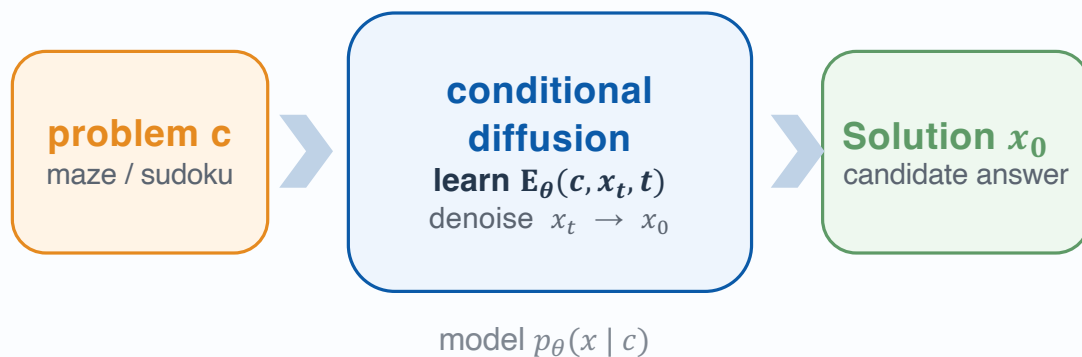 problem c
maze / sudoku
conditional
diffusion
learn E_θ(c, x_t, t)
denoise x_t → x_0
Solution x_0
candidate answer
model p_θ(x | c)